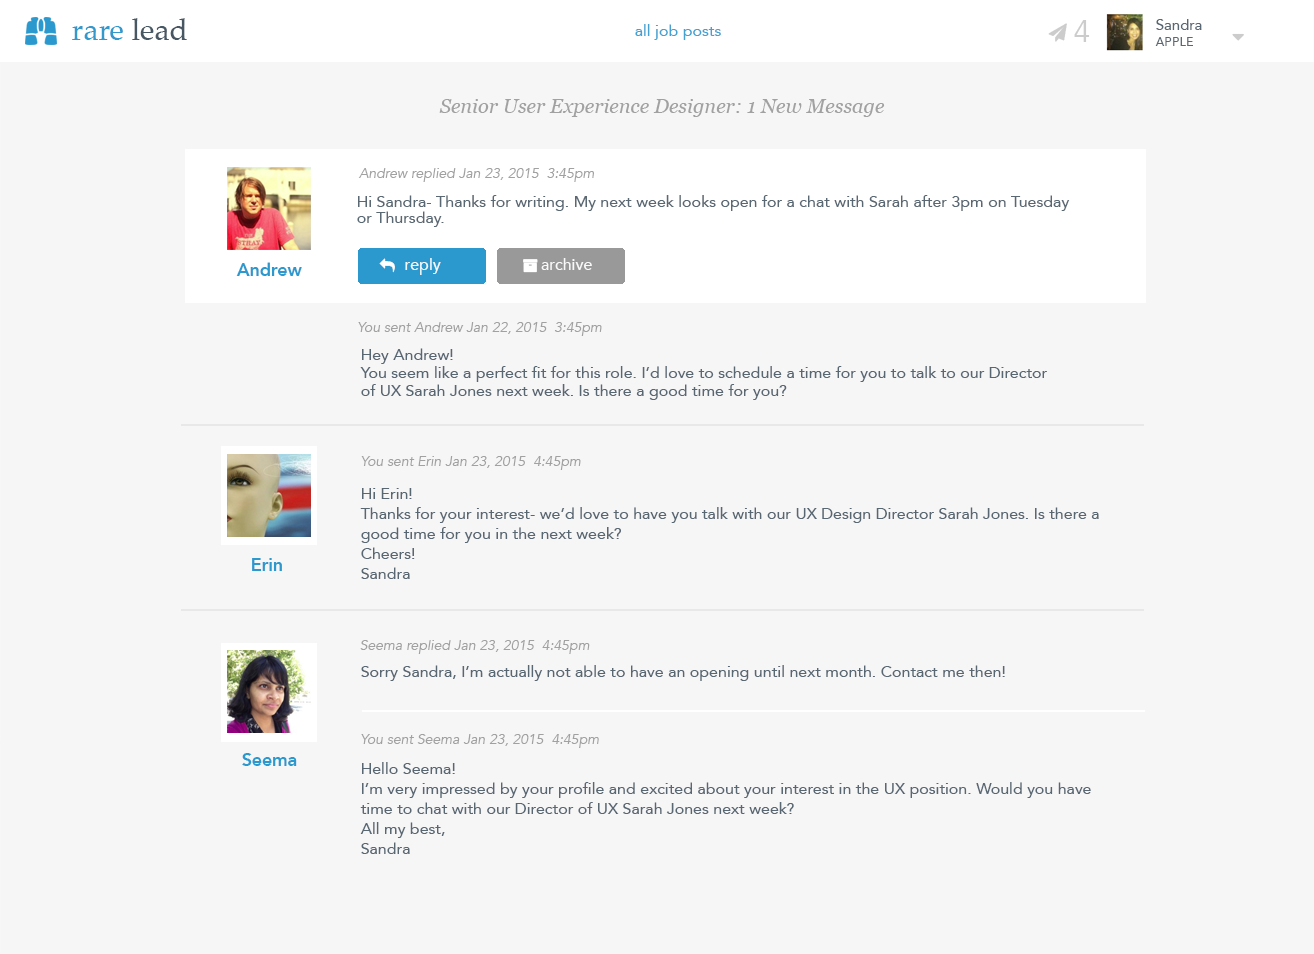 rare lead
all job posts
4
Sandra
APPLE
Senior User Experience Designer: 1 New Message
Andrew replied Jan 23, 2015 3:45pm
Hi Sandra- Thanks for writing. My next week looks open for a chat with Sarah after 3pm on Tuesday
or Thursday.
Andrew
reply
archive
You sent Andrew Jan 22, 2015 3:45pm
Hey Andrew!
You seem like a perfect fit for this role. I’d love to schedule a time for you to talk to our Director
of UX Sarah Jones next week. Is there a good time for you?
You sent Erin Jan 23, 2015 4:45pm
Hi Erin!
Thanks for your interest- we’d love to have you talk with our UX Design Director Sarah Jones. Is there a
good time for you in the next week?
Cheers!
Sandra
Erin
Seema replied Jan 23, 2015 4:45pm
Sorry Sandra, I’m actually not able to have an opening until next month. Contact me then!
Seema
You sent Seema Jan 23, 2015 4:45pm
Hello Seema!
I’m very impressed by your profile and excited about your interest in the UX position. Would you have
time to chat with our Director of UX Sarah Jones next week?
All my best,
Sandra